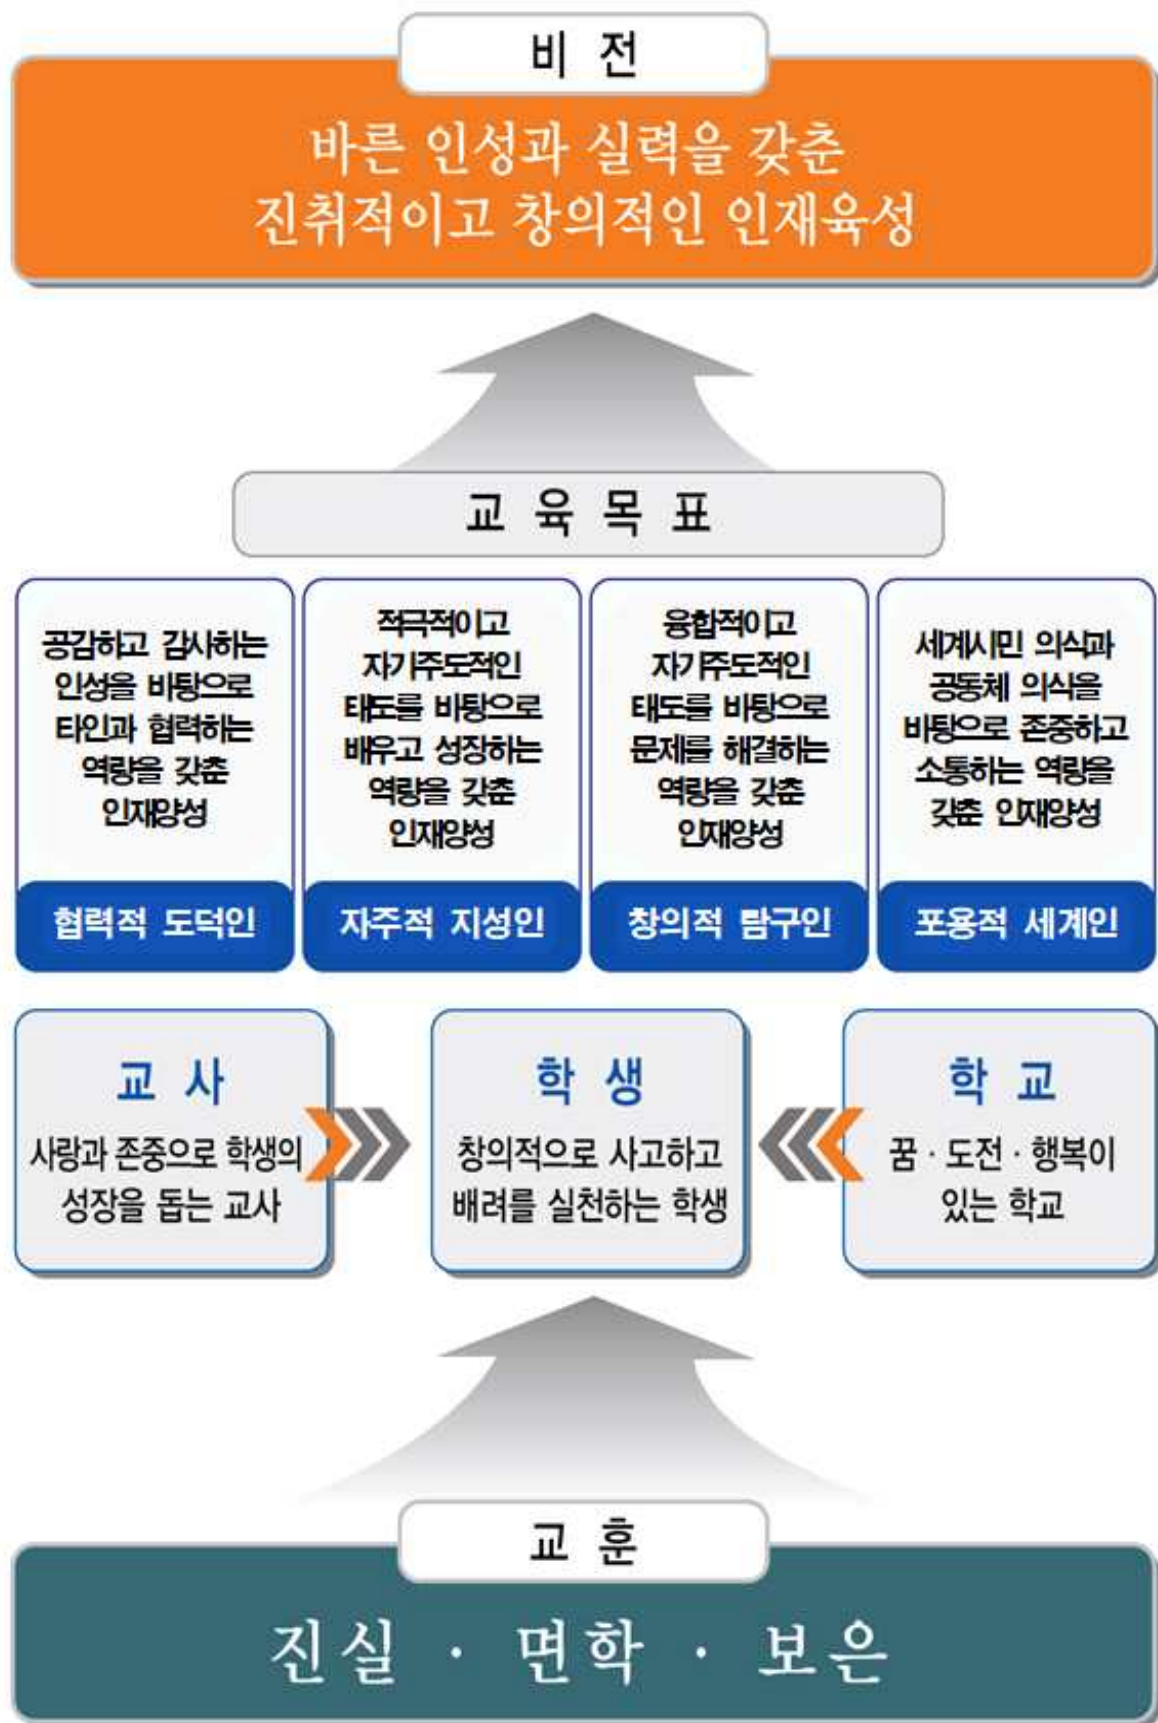 비 전
바른 인성과 실력을 갖춘
진취적이고 창의적인 인재육성
교 육 목 표
공감하고 감사하는
인성을 바탕으로
타인과 협력하는
역량을 갖춘
인재양성
협력적 도덕인
적극적이고
자기주도적인
태도를 바탕으로
배우고 성장하는
역량을 갖춘
인재양성
자주적 지성인
융합적이고
자기주도적인
태도를 바탕으로
문제를 해결하는
역량을 갖춘
인재양성
창의적 탐구인
세계시민 의식과
공동체 의식을
바탕으로 존중하고
소통하는 역량을
갖춘 인재양성
포용적 세계인
교 사
사랑과 존중으로 학생의
성장을 돕는 교사
학 생
창의적으로 사고하고
배려를 실천하는 학생
학 교
꿈 · 도전 · 행복이
있는 학교
교 훈
진실 · 면학 · 보은